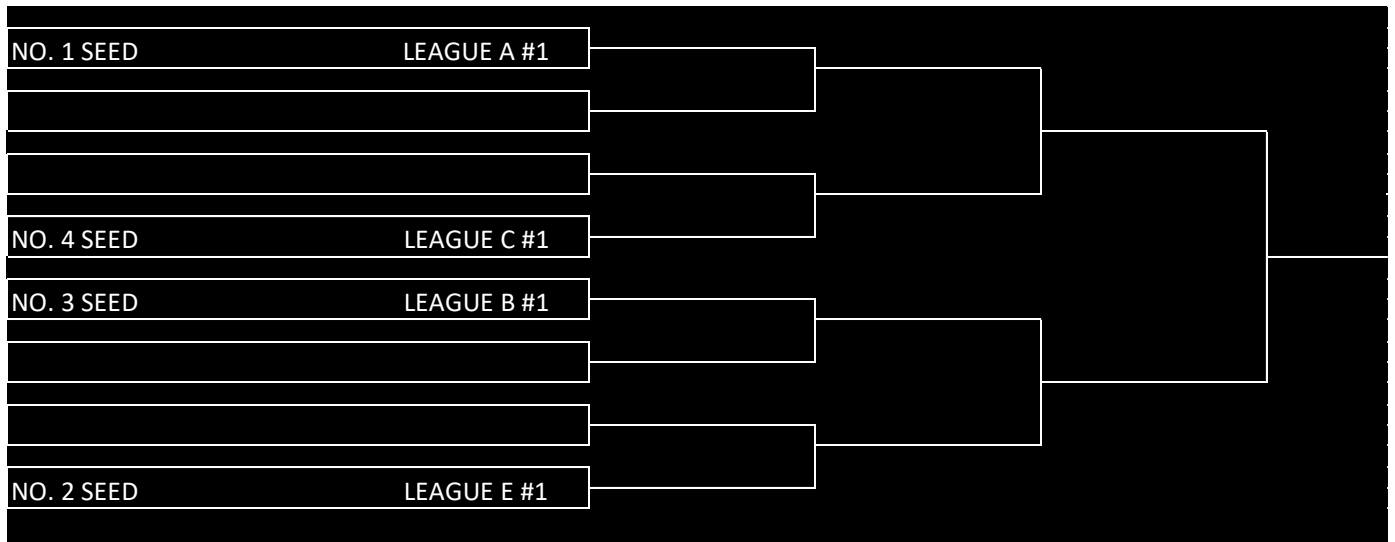 NO. 1 SEED LEAGUE A #1
NO. 4 SEED LEAGUE C #1
NO. 3 SEED LEAGUE B #1
NO. 2 SEED LEAGUE E #1